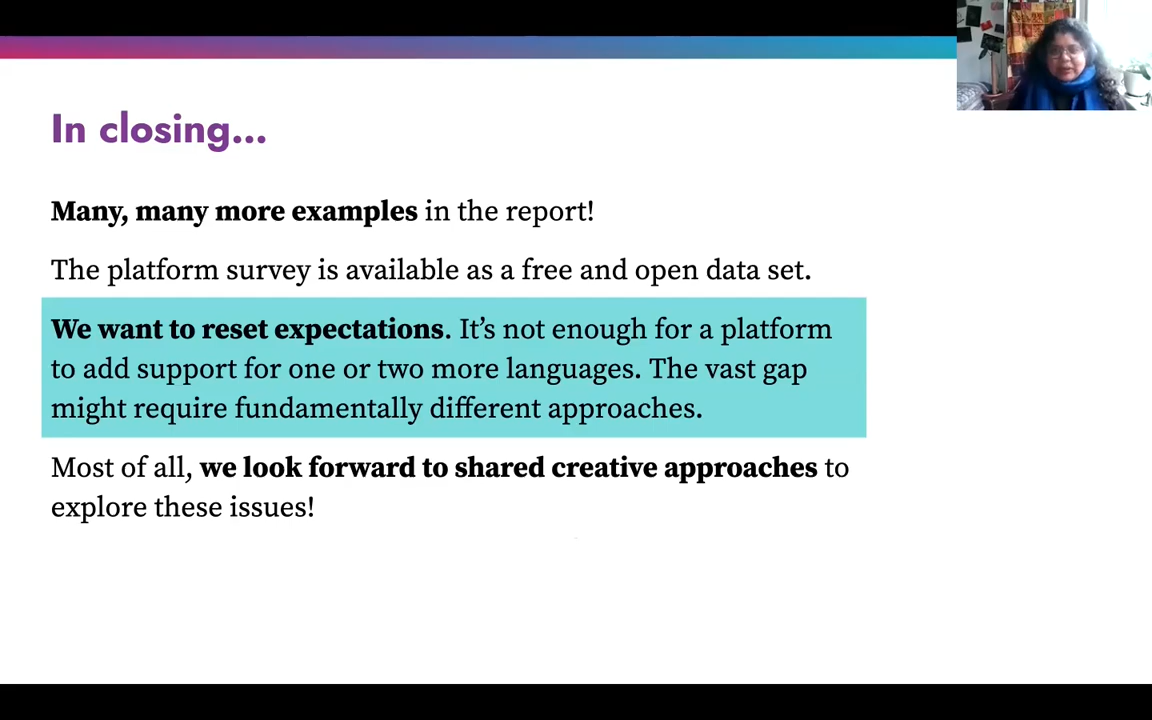 In closing...
Many, many more examples in the report!
The platform survey is available as a free and open data set.
We want to reset expectations. It’s not enough for a platform
to add support for one or two more languages. The vast gap
might require fundamentally different approaches.
Most of all, we look forward to shared creative approaches to
explore these issues!